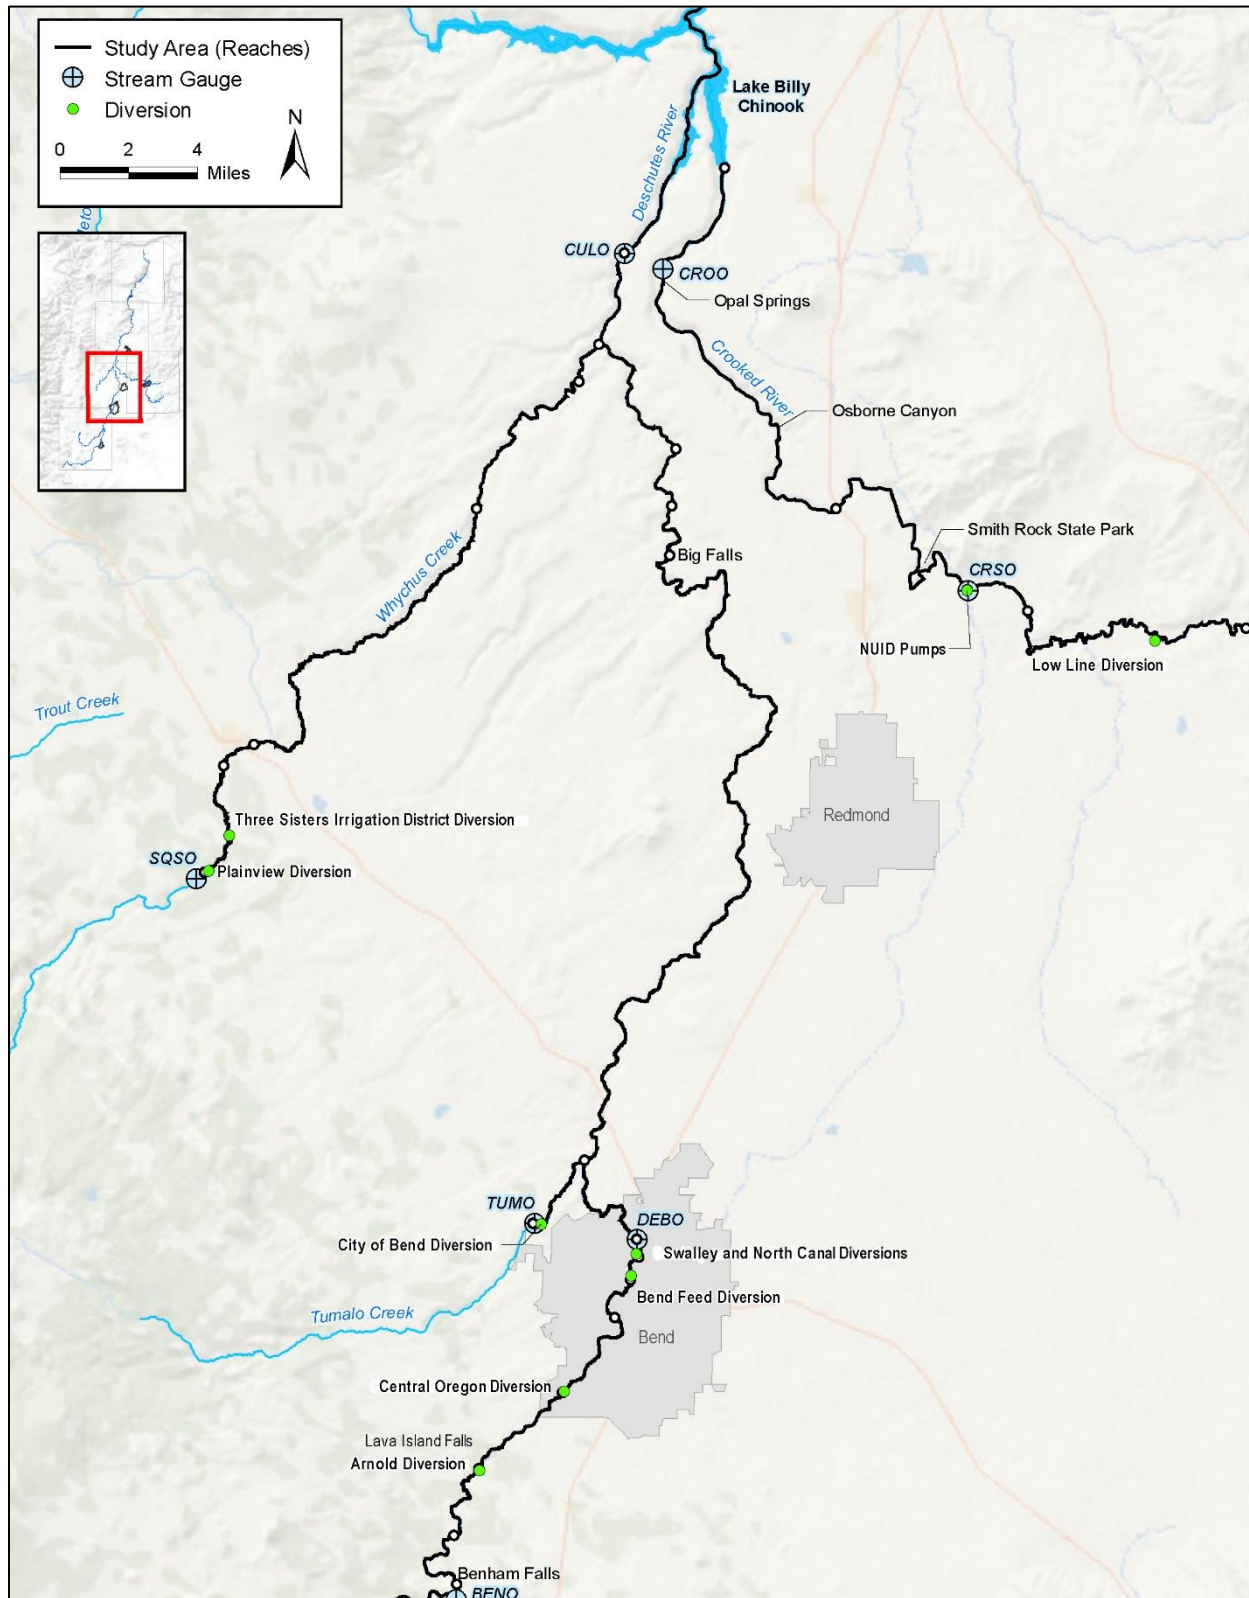 Study Area (Reaches)
Stream Gauge
Diversion
N
0 2 4
Miles
Lake Billy
Chinook
Deschutes River
CULO
CROO
Opal Springs
Crooked River
Osborne Canyon
Smith Rock State Park
CRSO
Big Falls
NUID Pumps
Low Line Diversion
Whychus Creek
Trout Creek
Redmond
Three Sisters Irrigation District Diversion
SQSO
Plainview Diversion
TUMO
DEBO
City of Bend Diversion
Swalley and North Canal Diversions
Bend Feed Diversion
Tumalo Creek
Bend
Central Oregon Diversion
Lava Island Falls
Arnold Diversion
Benham Falls
BENO